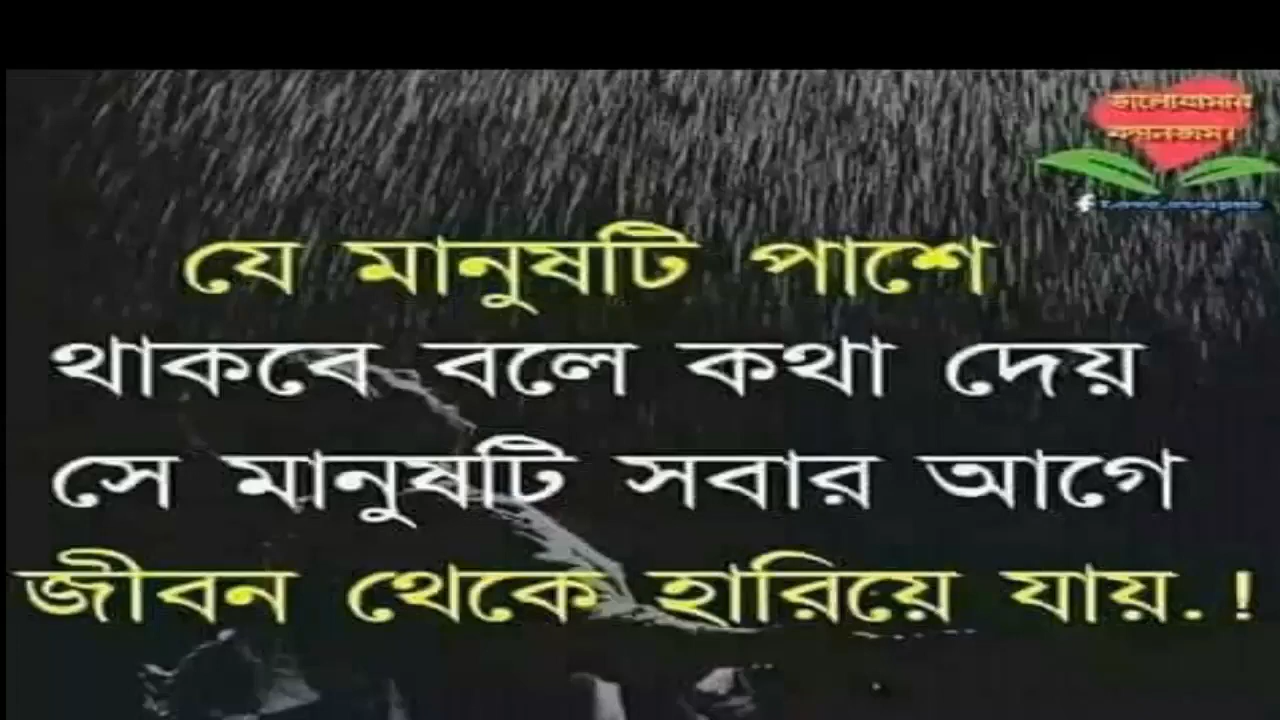 ভালোবাসার
যে মানুষটি পাশে
থাকবে বলে কথা দেয়
সে মানুষটি সবার আগে
জীবন থেকে হারিয়ে যায়.!